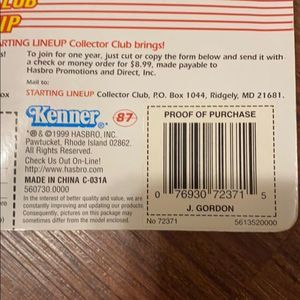 CLUB
IP
ARTING LINEUP Collector Club brings!
To join for one year, just cut or copy the form below and send it with
a check or money order for $8.99, made payable to
Hasbro Promotions and Direct, Inc.
Mail to:
STARTING LINEUP Collector Club, P.O. Box 1044, Ridgely, MD 21681.
ox
Kenner 87
*® & ©1999 HASBRO, INC.
Pawtucket, Rhode Island 02862.
All Rights Reserved.
Check Us Out On-Line!
http://www.hasbro.com
MADE IN CHINA C-031A
560730.0000
In the interest of better quality and value, we are
constantly improving and updating our products.
Consequently, pictures on this package may
sometimes differ from the model enclosed.
PROOF OF PURCHASE
0 76930 72371 5
J. GORDON
No 72371
5613520000